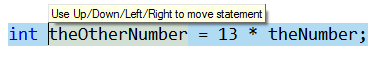 Use Up/Down/Left/Right to move statement
int theOtherNumber = 13 * theNumber;